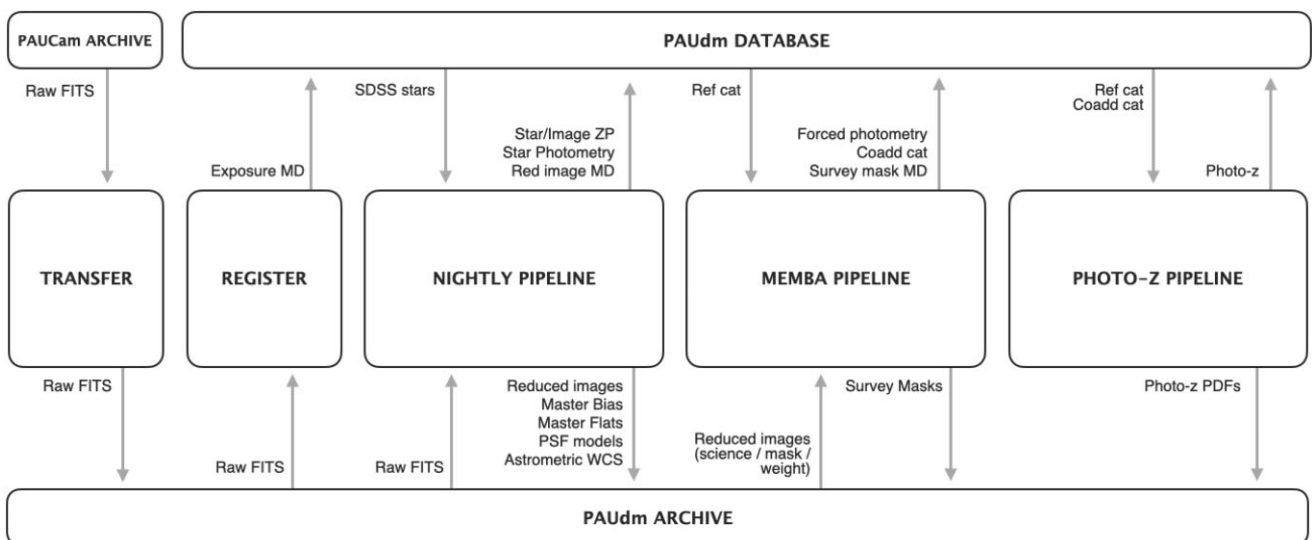 PAUCam ARCHIVE
PAUdm DATABASE
Raw FITS
SDSS stars
Ref cat
Ref cat
Coadd cat
Exposure MD
Star/Image ZP
Star Photometry
Red image MD
Forced photometry
Coadd cat
Survey mask MD
Photo-z
TRANSFER
REGISTER
NIGHTLY PIPELINE
MEMBA PIPELINE
PHOTO-Z PIPELINE
Raw FITS
Raw FITS
Raw FITS
Reduced images
Master Bias
Master Flats
PSF models
Astrometric WCS
Reduced images
(science / mask /
weight)
Survey Masks
Photo-z PDFs
PAUdm ARCHIVE